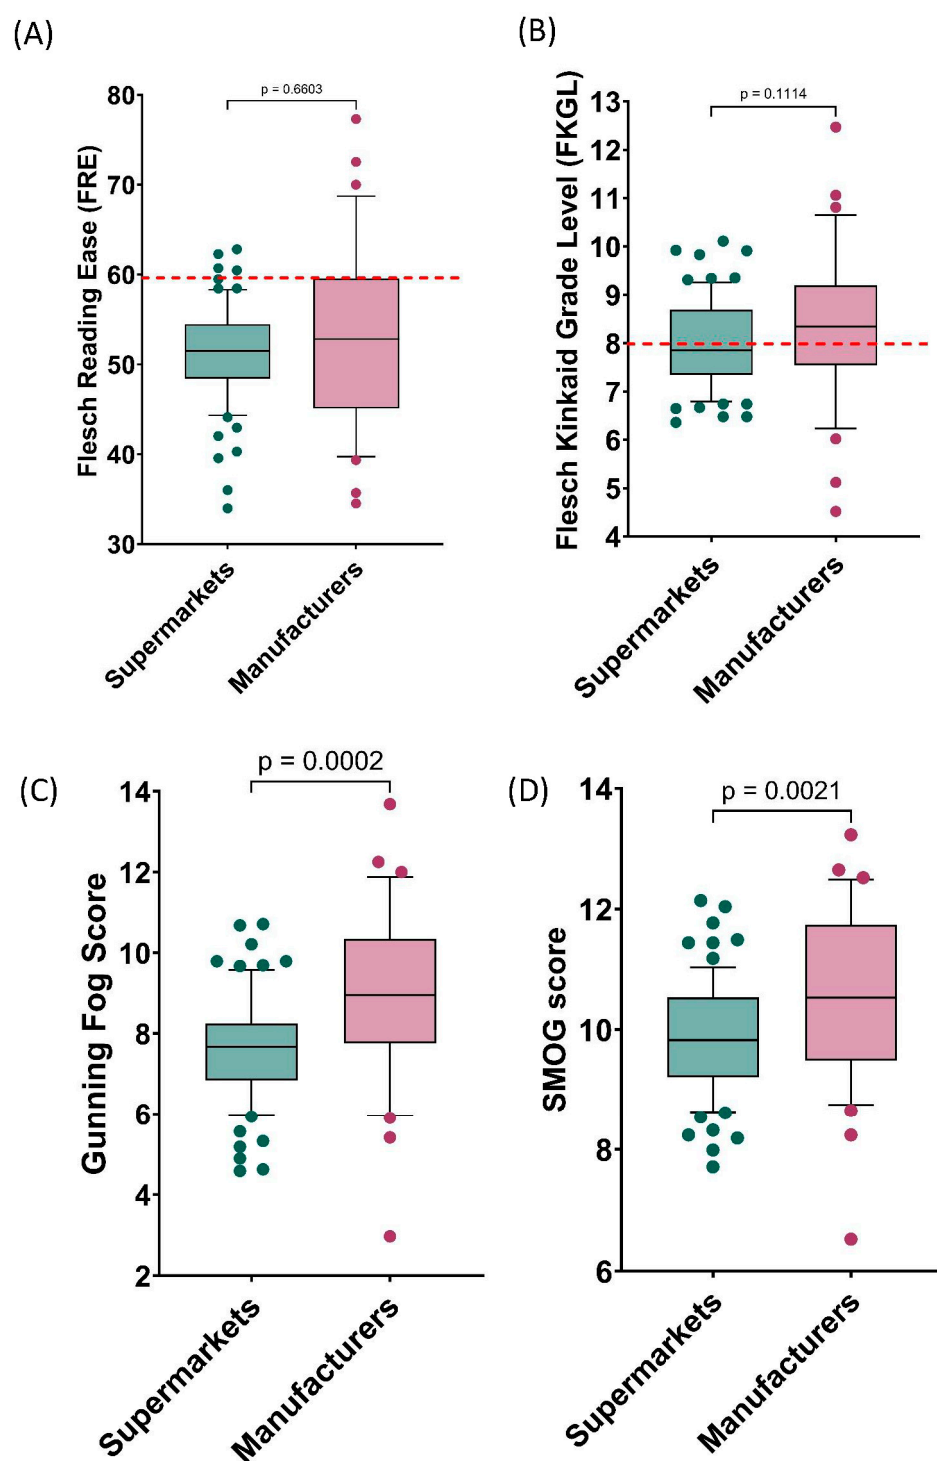 (A)
p = 0.6603
Flesch Reading Ease (FRE)
80
70
60
50
40
30
Supermarkets
Manufacturers
(B)
p = 0.1114
Flesch Kinkaid Grade Level (FKGL)
13
12
11
10
9
8
7
6
5
4
Supermarkets
Manufacturers
(C)
p = 0.0002
Gunning Fog Score
14
12
10
8
6
4
2
Supermarkets
Manufacturers
(D)
p = 0.0021
SMOG score
14
12
10
8
6
Supermarkets
Manufacturers